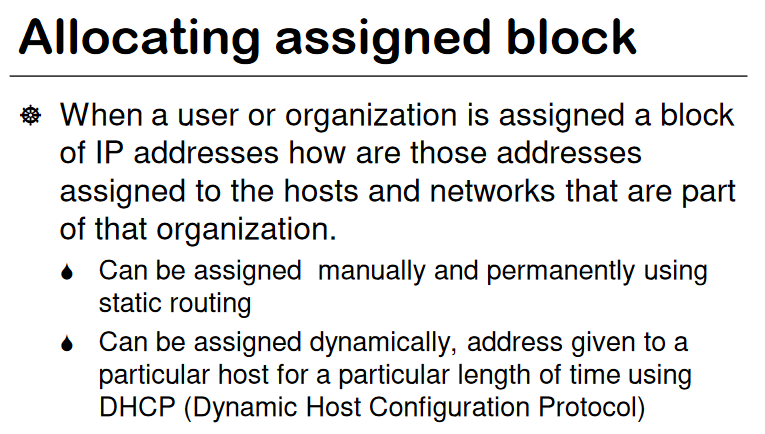 Allocating assigned block
When a user or organization is assigned a block
of IP addresses how are those addresses
assigned to the hosts and networks that are part
of that organization.
Can be assigned  manually and permanently using
static routing
Can be assigned dynamically, address given to a
particular host for a particular length of time using
DHCP (Dynamic Host Configuration Protocol)